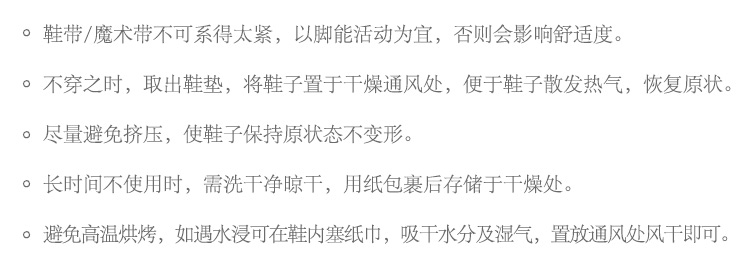 鞋带/魔术带不可系得太紧，以脚能活动为宜，否则会影响舒适度。
不穿之时，取出鞋垫，将鞋子置于干燥通风处，便于鞋子散发热气，恢复原状。
尽量避免挤压，使鞋子保持原状态不变形。
长时间不使用时，需洗干净晾干，用纸包裹后存储于干燥处。
避免高温烘烤，如遇水浸可在鞋内塞纸巾，吸干水分及湿气，置放通风处风干即可。